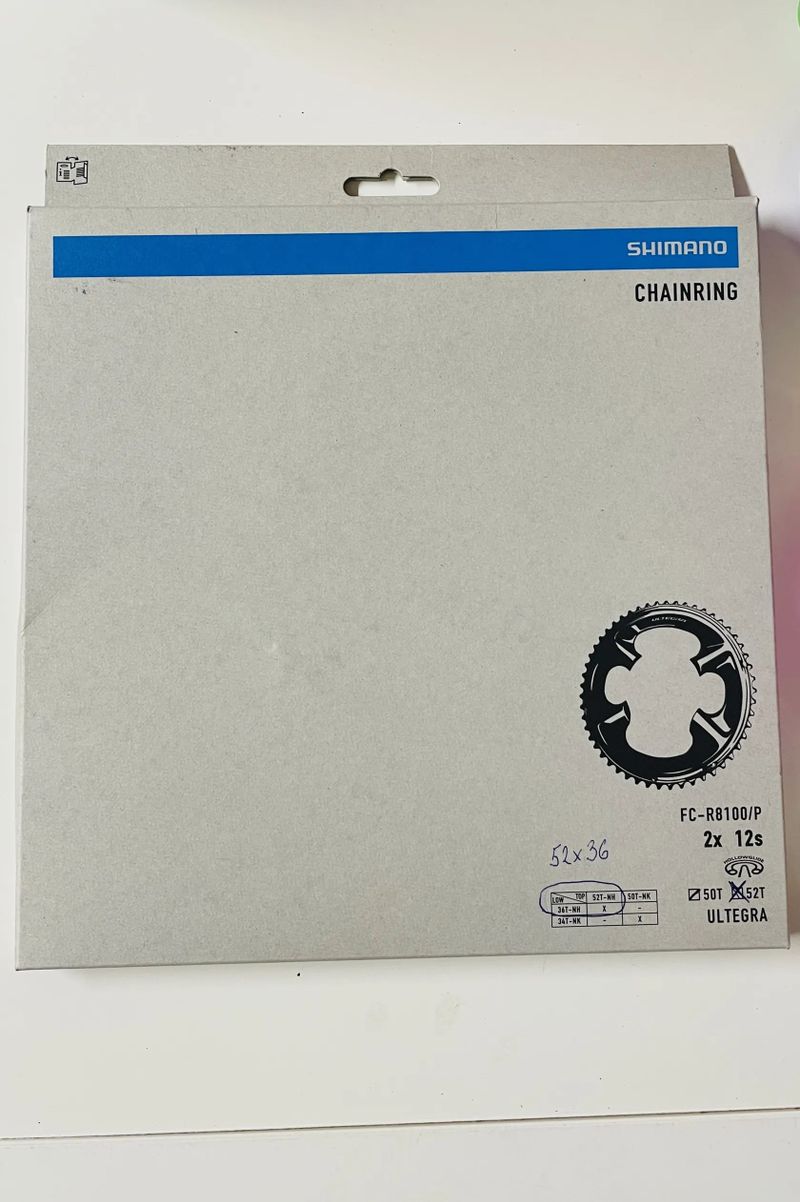 SHIMANO
CHAINRING
ULTEGRA
FC-R8100/P
2x 12s
52x36
HOLLOWGLIDE
50T 52T
ULTEGRA
LOW TOP 52T-NH 50T-NK
36T-NH X -
34T-NK - X